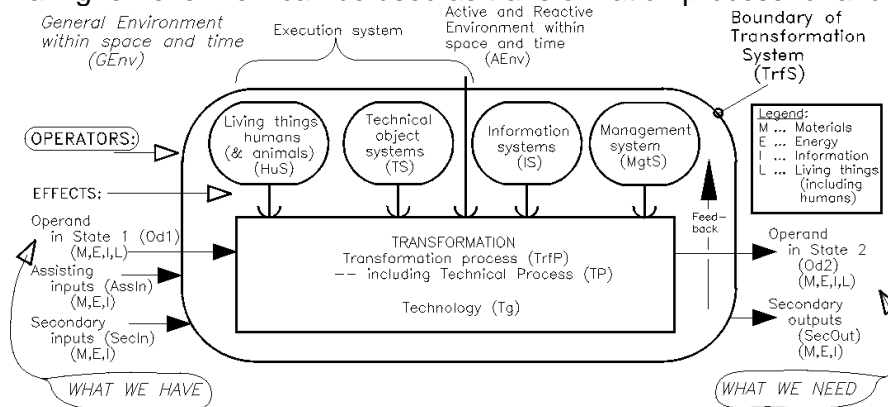 General Environment
within space and time
(GEnv)
Execution system
Active and Reactive
Environment within
space and time
(AEnv)
Boundary of
Transformation
System
(TrfS)
OPERATORS:
Living things
humans
(& animals)
(HuS)
Technical
object
systems
(TS)
Information
systems
(IS)
Management
system
(MgtS)
Legend:
M ... Materials
E ... Energy
I ... Information
L ... Living things
(including
humans)
EFFECTS:
Feed-
back
Operand
in State 1 (Od1)
(M,E,I,L)
Assisting
inputs (AssIn)
(M,E,I)
Secondary
inputs (SecIn)
(M,E,I)
TRANSFORMATION
Transformation process (TrfP)
-- including Technical Process (TP)
Technology (Tg)
Operand
in State 2
(Od2)
(M,E,I,L)
Secondary
outputs
(SecOut)
(M,E,I)
WHAT WE HAVE
WHAT WE NEED